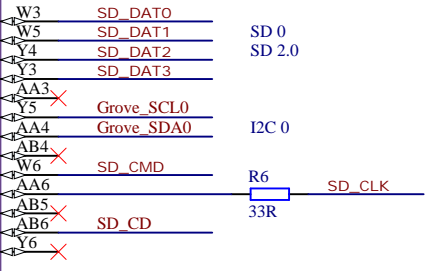 W3 SD_DAT0
W5 SD_DAT1 SD 0
Y4 SD_DAT2 SD 2.0
Y3 SD_DAT3
AA3
Y5 Grove_SCL0
AA4 Grove_SDA0 I2C 0
AB4
W6 SD_CMD
R6
AA6 SD_CLK
AB5
33R
AB6 SD_CD
Y6